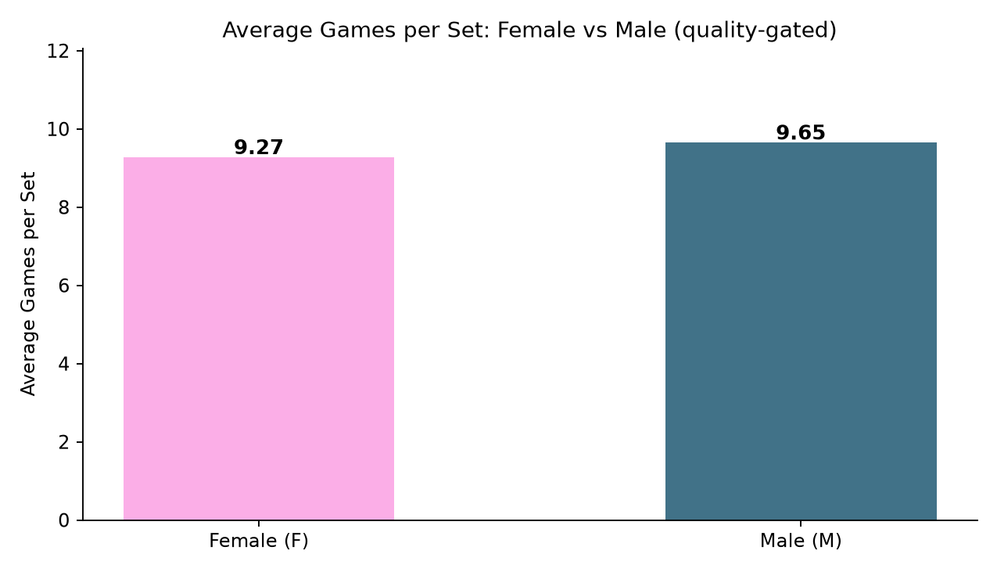 Average Games per Set: Female vs Male (quality-gated)
Average Games per Set
12
10
8
6
4
2
0
9.27
9.65
Female (F)
Male (M)